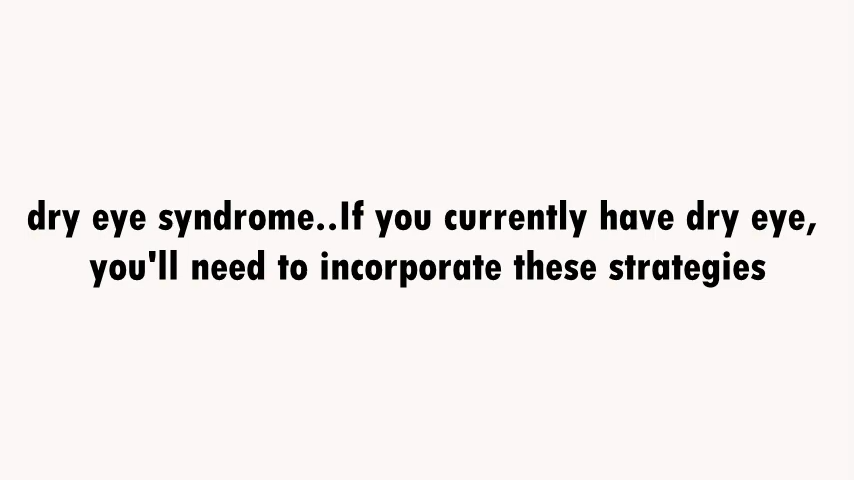 dry eye syndrome..If you currently have dry eye,
you'll need to incorporate these strategies